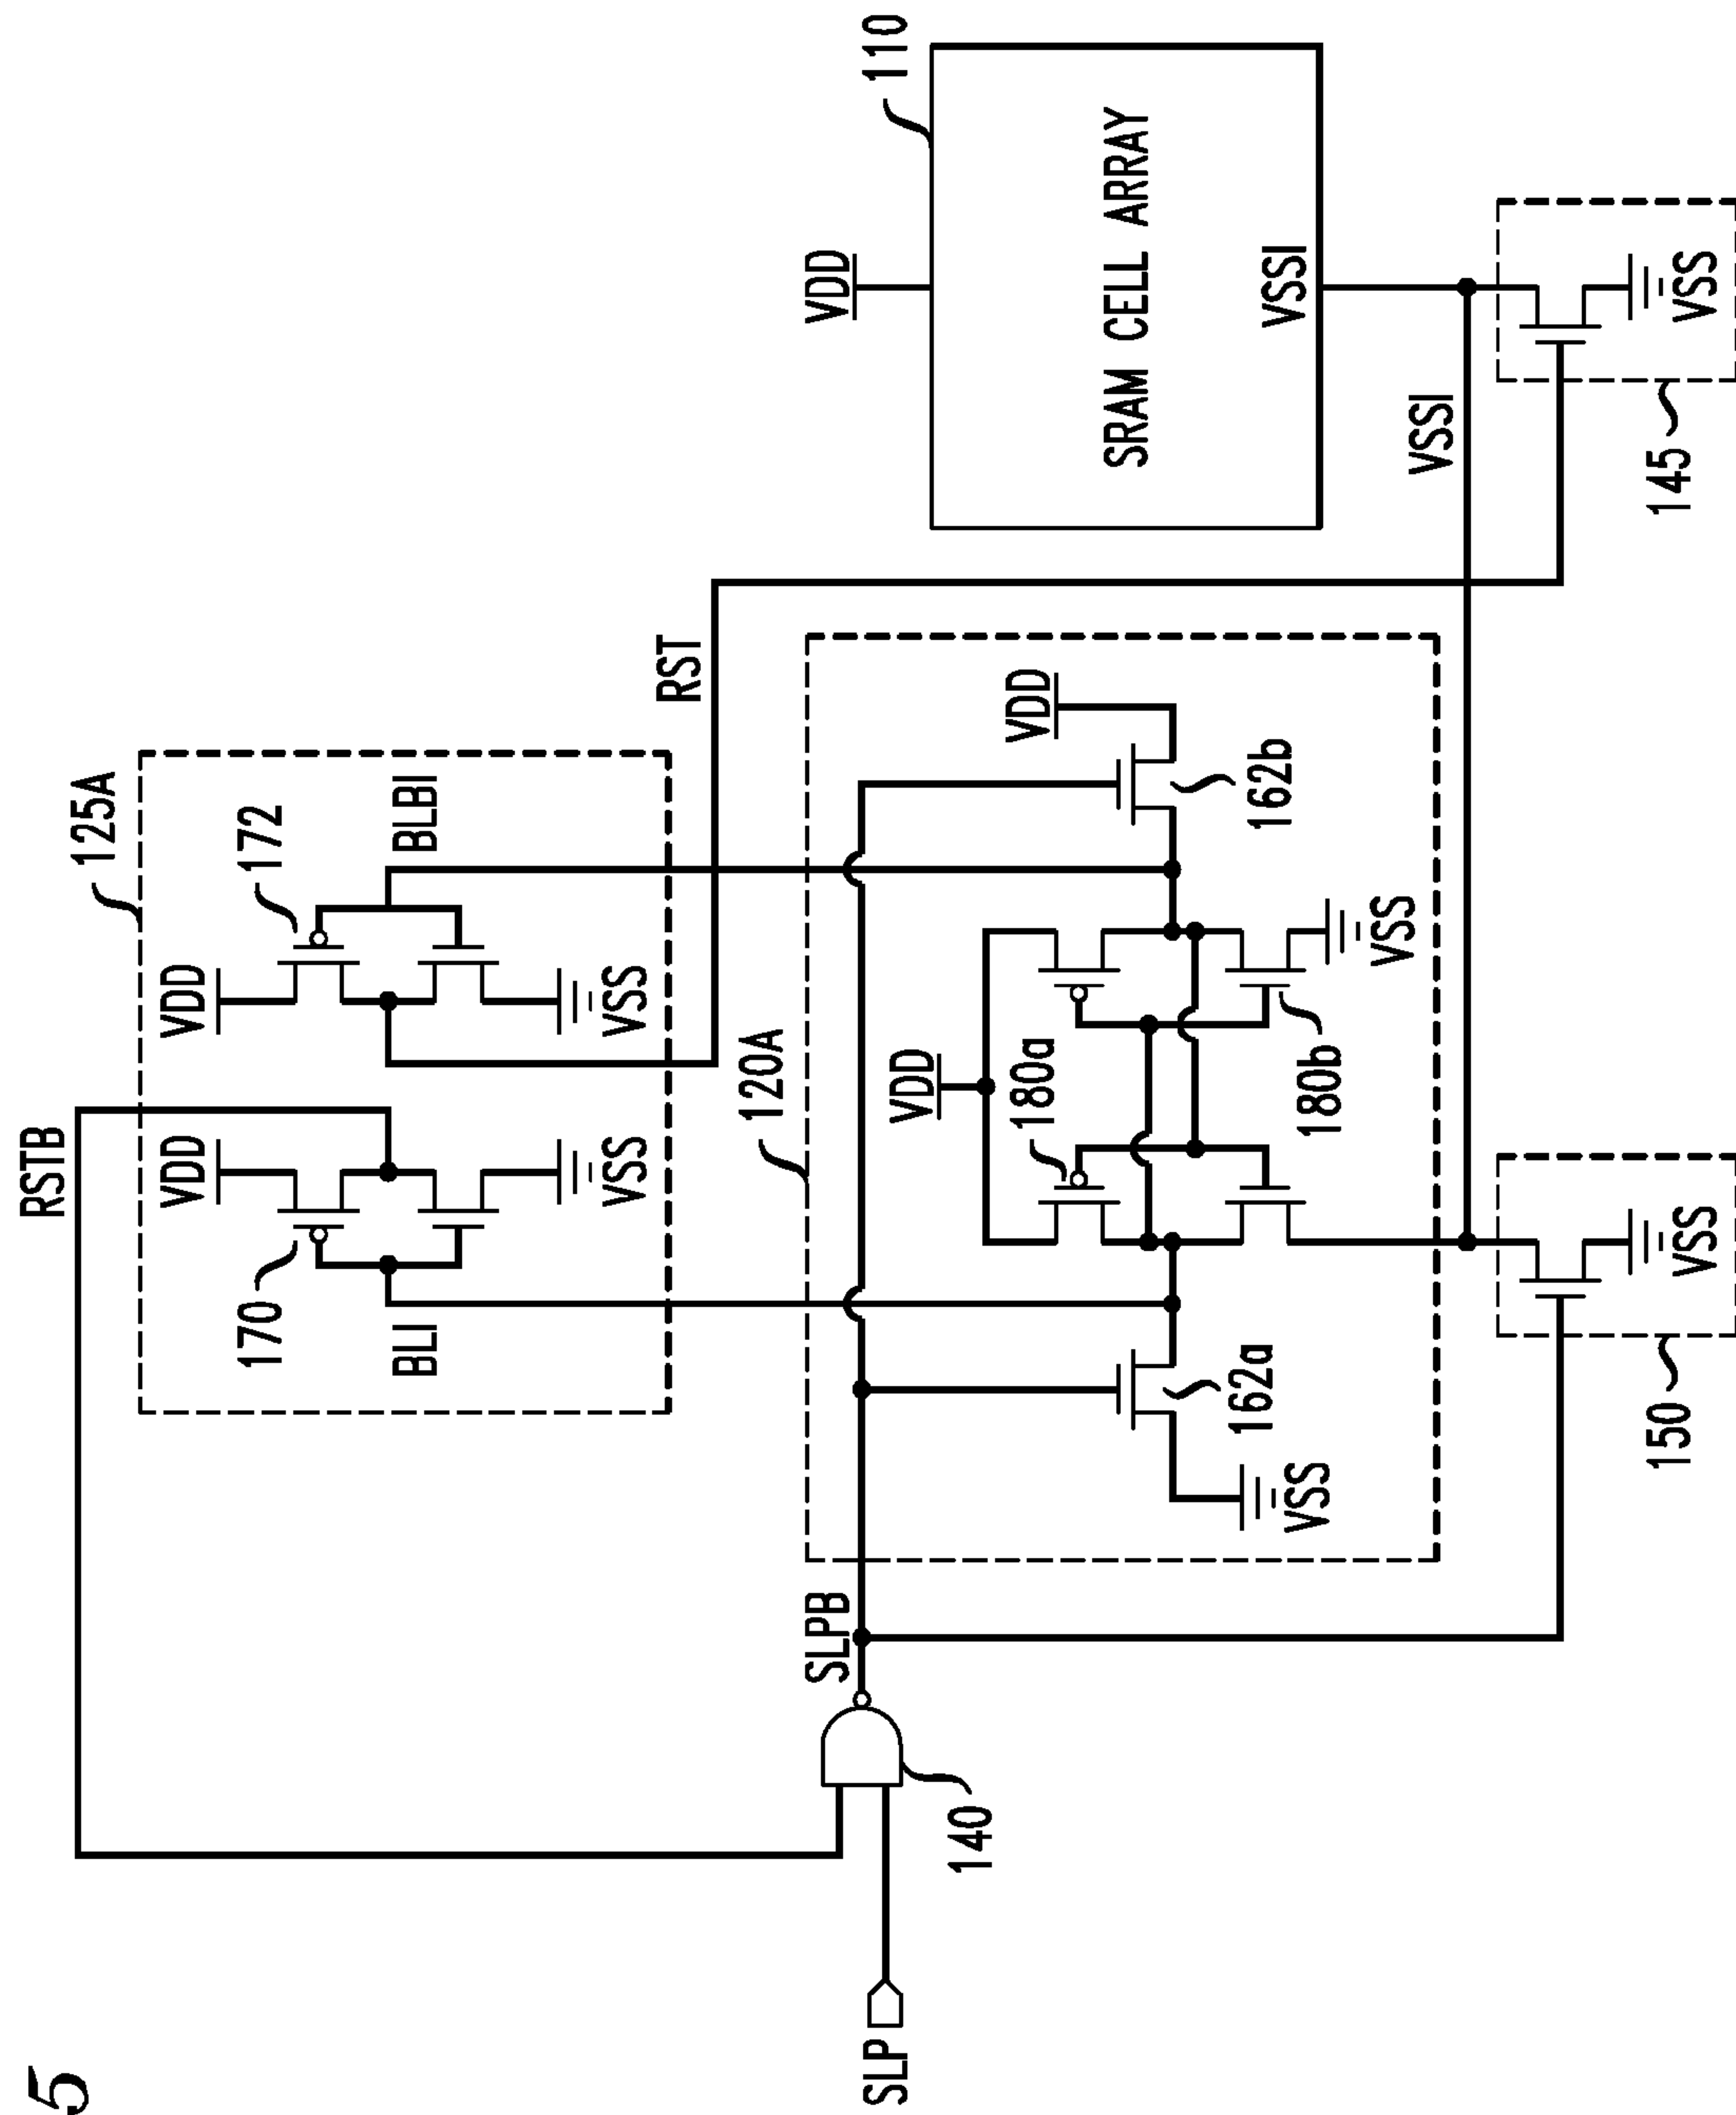 5
RSTB
125A
170
VDD
VDD
172
BLI
BLBI
VSS
VSS
RST
120A
SLP
140
SLPB
VDD
110
VDD
180a
VDD
SRAM CELL ARRAY
162a
162b
VSS
180b
VSSI
VSS
VSSI
150
145
VSS
VSS